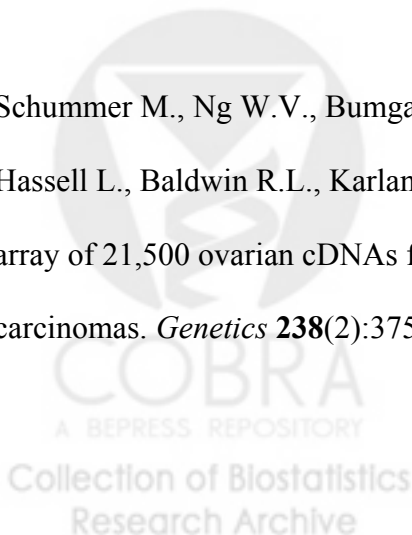 Schummer M., Ng W.V., Bumga
Hassell L., Baldwin R.L., Karlan
array of 21,500 ovarian cDNAs f
carcinomas. Genetics 238(2):375
COBRA
A BEPRESS REPOSITORY
Collection of Biostatistics
Research Archive